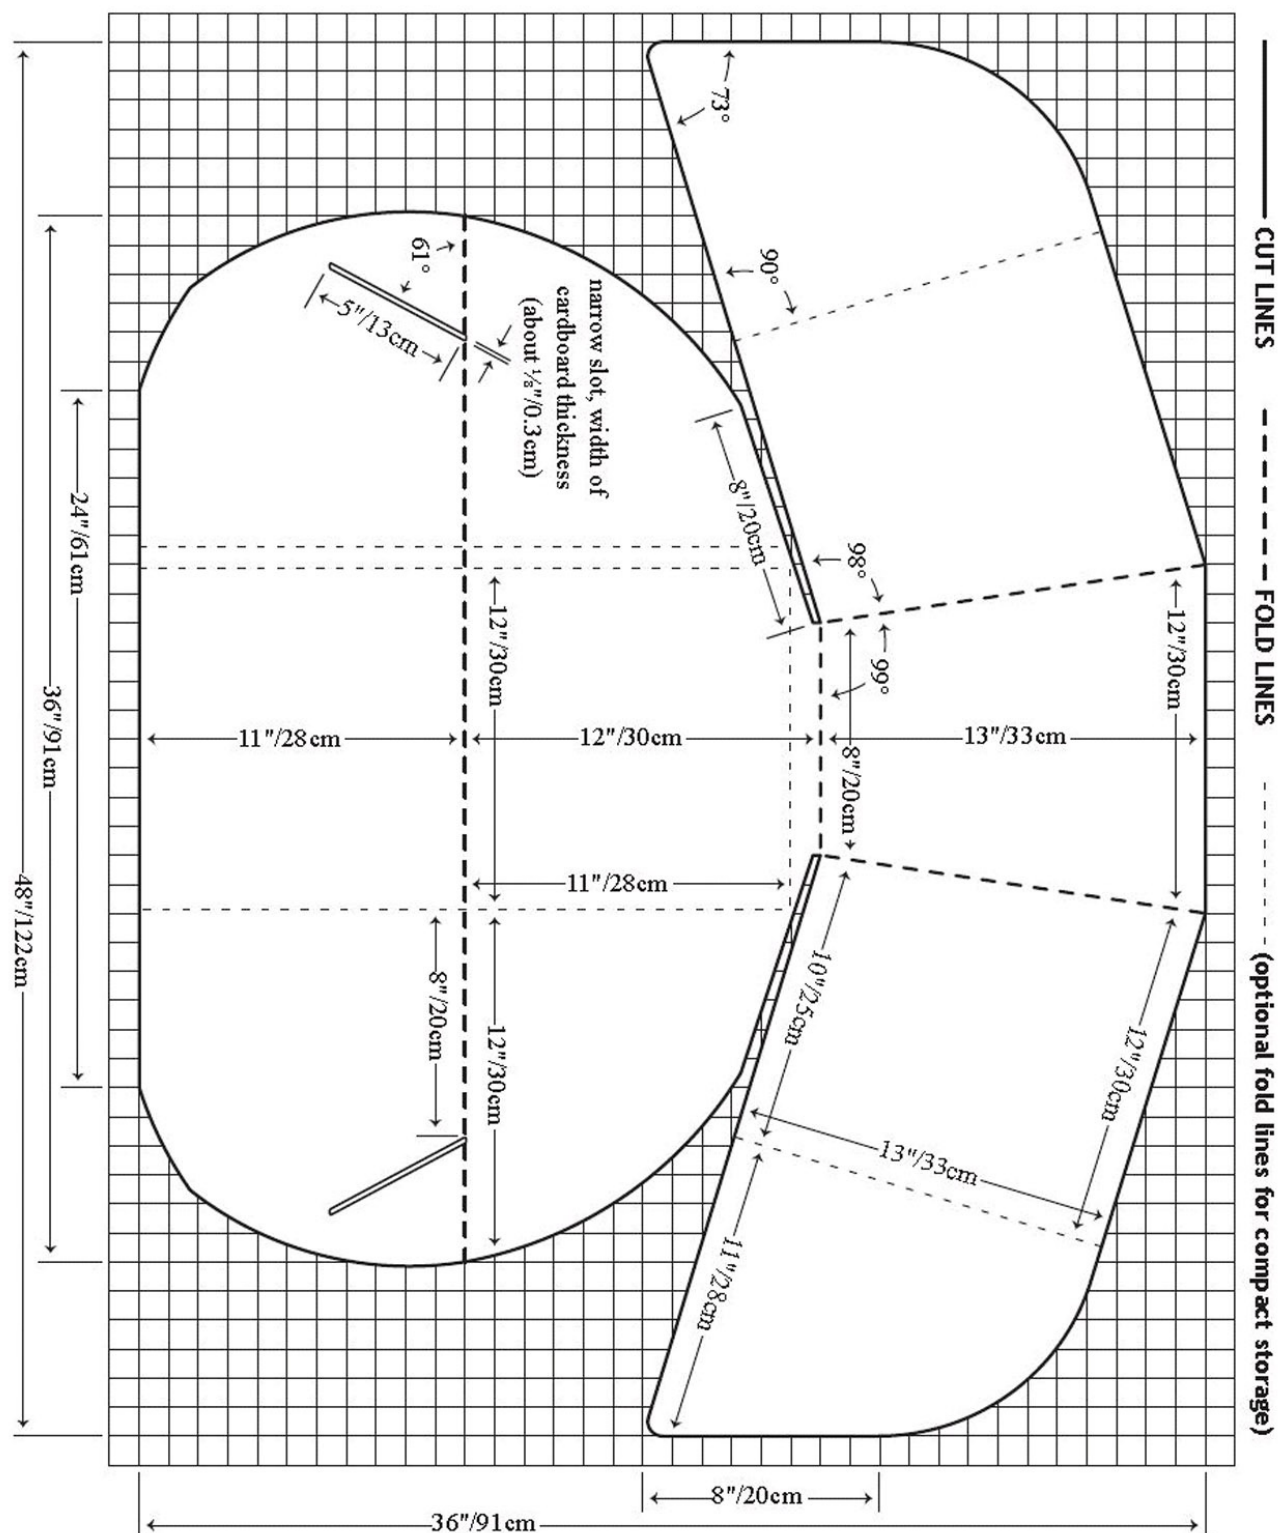 CUT LINES
FOLD LINES
(optional fold lines for compact storage)
73°
90°
61°
5"/13cm
narrow slot, width of
cardboard thickness
(about ⅛"/0.3cm)
8"/20cm
98°
99°
12"/30cm
12"/30cm
24"/61cm
36"/91cm
48"/122cm
11"/28cm
12"/30cm
13"/33cm
8"/20cm
11"/28cm
8"/20cm
12"/30cm
10"/25cm
12"/30cm
13"/33cm
11"/28cm
8"/20cm
36"/91cm